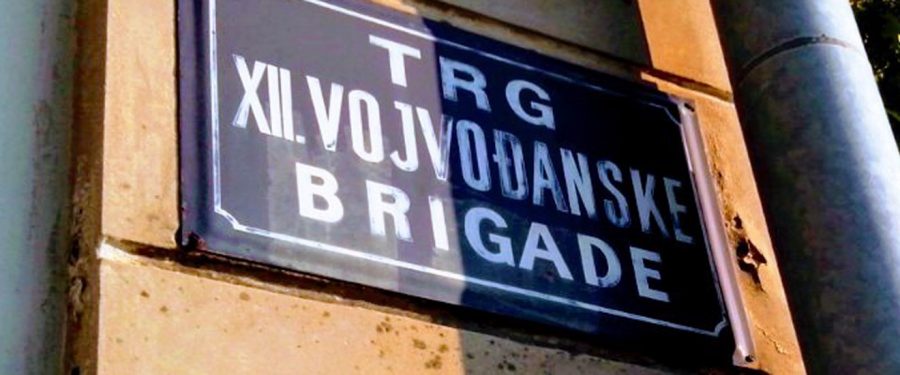 TRG
XII. VOJVOĐANSKE
BRIGADE